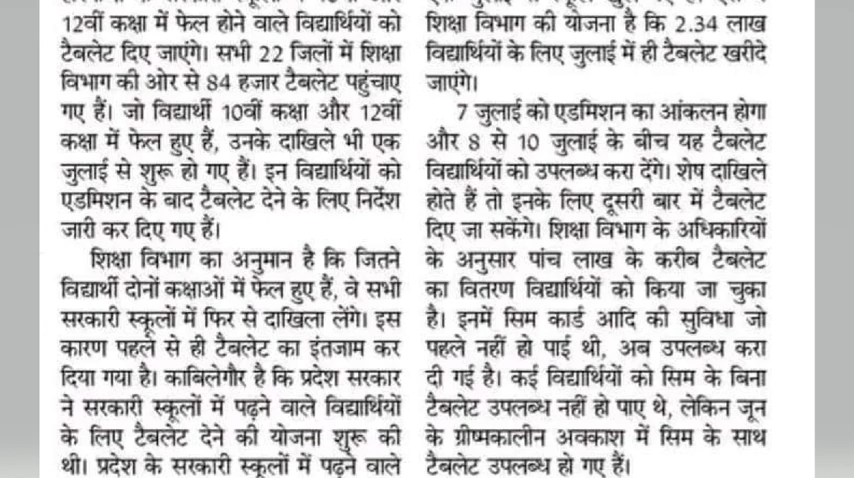 12वीं कक्षा में फेल होने वाले विद्यार्थियों को
टैबलेट दिए जाएंगे। सभी 22 जिलों में शिक्षा
विभाग की ओर से 84 हजार टैबलेट पहुंचाए
गए हैं। जो विद्यार्थी 10वीं कक्षा और 12वीं
कक्षा में फेल हुए हैं, उनके दाखिले भी एक
जुलाई से शुरू हो गए हैं। इन विद्यार्थियों को
एडमिशन के बाद टैबलेट देने के लिए निर्देश
जारी कर दिए गए हैं।
शिक्षा विभाग का अनुमान है कि जितने
विद्यार्थी दोनों कक्षाओं में फेल हुए हैं, वे सभी
सरकारी स्कूलों में फिर से दाखिला लेंगे। इस
कारण पहले से ही टैबलेट का इंतजाम कर
दिया गया है। काबिलेगौर है कि प्रदेश सरकार
ने सरकारी स्कूलों में पढ़ने वाले विद्यार्थियों
के लिए टैबलेट देने की योजना शुरू की
थी। प्रदेश के सरकारी स्कूलों में पढ़ने वाले
शिक्षा विभाग की योजना है कि 2.34 लाख
विद्यार्थियों के लिए जुलाई में ही टैबलेट खरीदे
जाएंगे।
7 जुलाई को एडमिशन का आंकलन होगा
और 8 से 10 जुलाई के बीच यह टैबलेट
विद्यार्थियों को उपलब्ध करा देंगे। शेष दाखिले
होते हैं तो इनके लिए दूसरी बार में टैबलेट
दिए जा सकेंगे। शिक्षा विभाग के अधिकारियों
के अनुसार पांच लाख के करीब टैबलेट
का वितरण विद्यार्थियों को किया जा चुका
है। इनमें सिम कार्ड आदि की सुविधा जो
पहले नहीं हो पाई थी, अब उपलब्ध करा
दी गई है। कई विद्यार्थियों को सिम के बिना
टैबलेट उपलब्ध नहीं हो पाए थे, लेकिन जून
के ग्रीष्मकालीन अवकाश में सिम के साथ
टैबलेट उपलब्ध हो गए हैं।